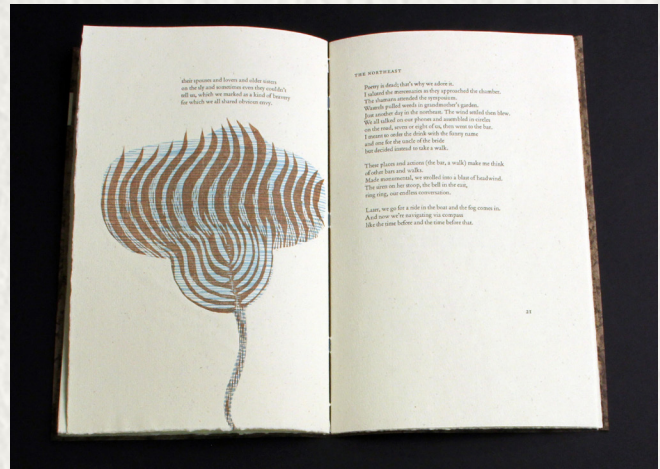 their spouses and lovers and older sisters
on the sly and sometimes even they wouldn't
tell us, which we marked as a kind of bravery
for which we all shared obvious envy.
THE NORTHEAST
Poetry is dead; that's why we adore it.
I saluted the mercenaries as they approached the chamber.
The shamans attended the symposium.
Weasels pulled weeds in grandmother's garden.
Just another day in the northeast. The wind settled then blew.
We all talked on our phones and assembled in circles
on the road, seven or eight of us, then went to the bar.
I meant to order the drink with the funny name
and one for the uncle of the bride
but decided instead to take a walk.
These places and actions (the bar, a walk) make me think
of other bars and walks.
Made monumental, we strolled into a blast of headwind.
The siren on her stoop, the bell in the
ring ring, our endless conversation.
Later, we go for a ride in the boat and the fog comes in.
And now we're navigating via compass
like the time before and the time before that.